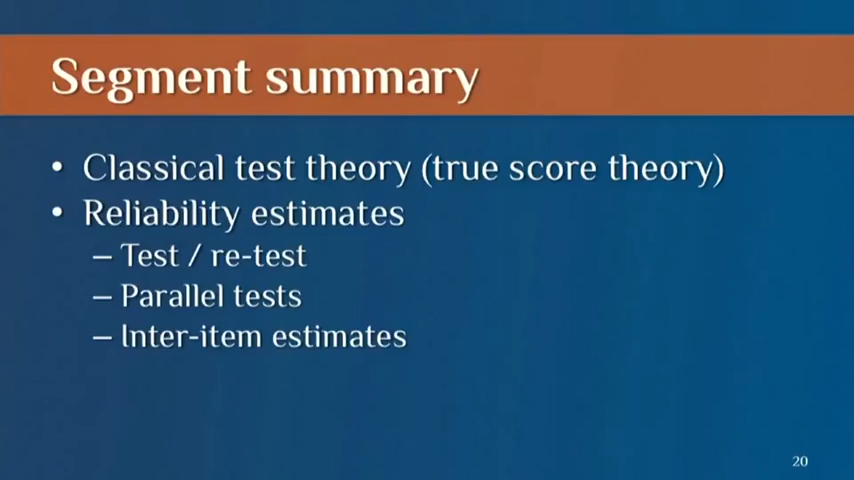 Segment summary
• Classical test theory (true score theory)
• Reliability estimates
– Test / re-test
– Parallel tests
– Inter-item estimates
20